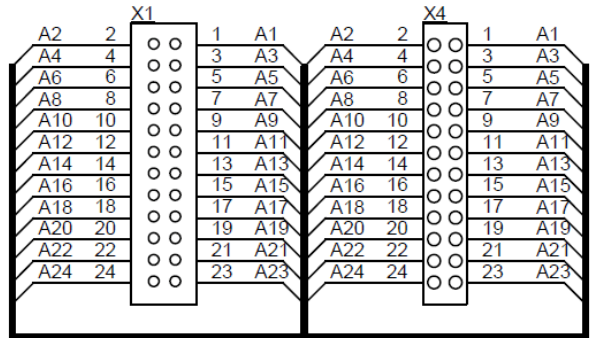 X1 X4
A2 2 1 A1 A2 2 1 A1
A4 4 3 A3 A4 4 3 A3
A6 6 5 A5 A6 6 5 A5
A8 8 7 A7 A8 8 7 A7
A10 10 9 A9 A10 10 9 A9
A12 12 11 A11 A12 12 11 A11
A14 14 13 A13 A14 14 13 A13
A16 16 15 A15 A16 16 15 A15
A18 18 17 A17 A18 18 17 A17
A20 20 19 A19 A20 20 19 A19
A22 22 21 A21 A22 22 21 A21
A24 24 23 A23 A24 24 23 A23